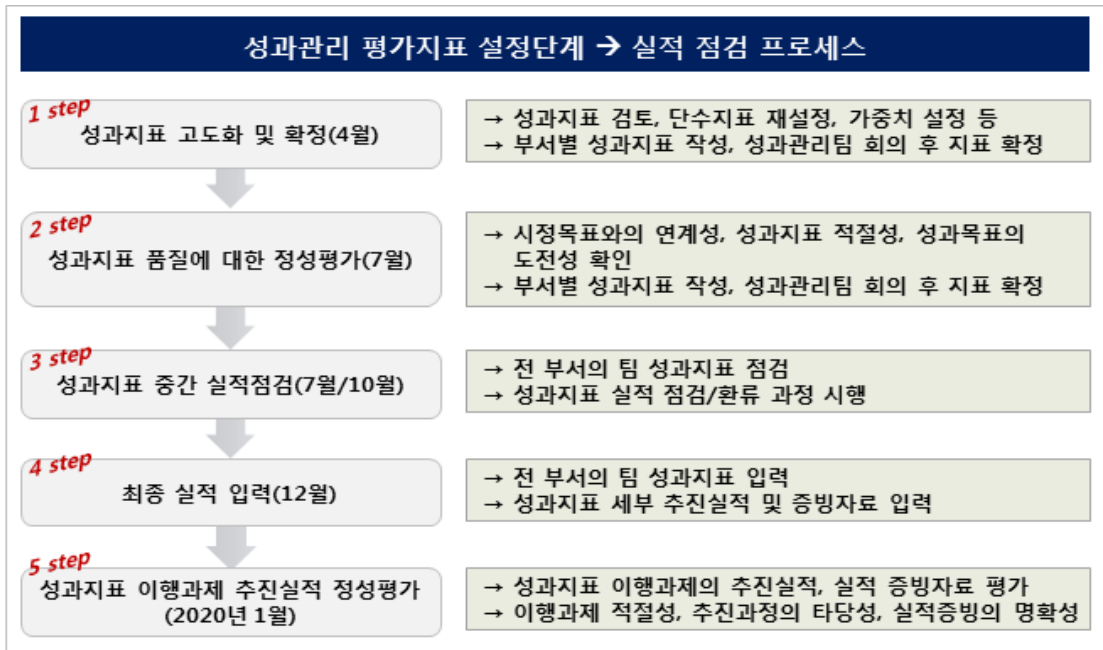 성과관리 평가지표 설정단계 → 실적 점검 프로세스
1 step
성과지표 고도화 및 확정(4월)
→ 성과지표 검토, 단수지표 재설정, 가중치 설정 등
→ 부서별 성과지표 작성, 성과관리팀 회의 후 지표 확정
2 step
성과지표 품질에 대한 정성평가(7월)
→ 시정목표와의 연계성, 성과지표 적절성, 성과목표의
도전성 확인
→ 부서별 성과지표 작성, 성과관리팀 회의 후 지표 확정
3 step
성과지표 중간 실적점검(7월/10월)
→ 전 부서의 팀 성과지표 점검
→ 성과지표 실적 점검/환류 과정 시행
4 step
최종 실적 입력(12월)
→ 전 부서의 팀 성과지표 입력
→ 성과지표 세부 추진실적 및 증빙자료 입력
5 step
성과지표 이행과제 추진실적 정성평가
(2020년 1월)
→ 성과지표 이행과제의 추진실적, 실적 증빙자료 평가
→ 이행과제 적절성, 추진과정의 타당성, 실적증빙의 명확성